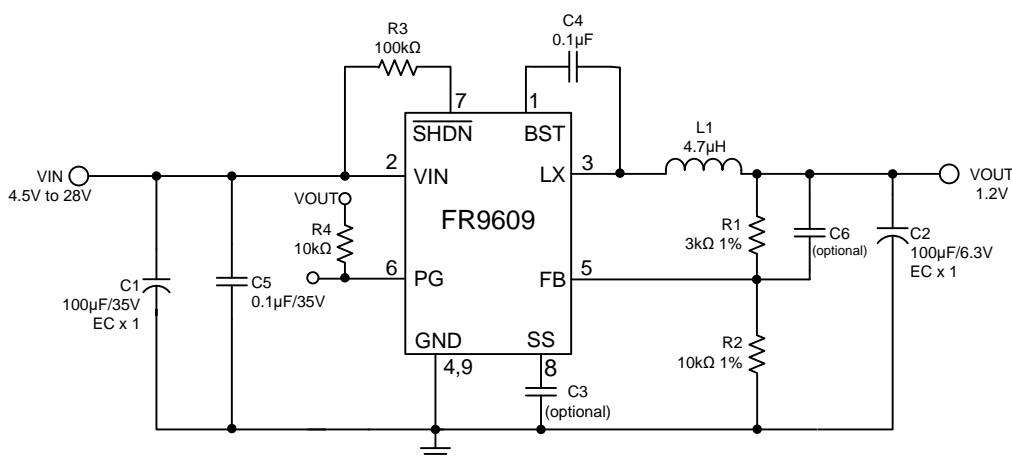 C4
0.1µF
R3
100kΩ
7
1
SHDN
BST
L1
4.7µH
VIN
4.5V to 28V
2
VIN
LX
3
VOUT
1.2V
VOUT
FR9609
R4
10kΩ
R1
3kΩ 1%
C6
(optional)
C2
100µF/6.3V
EC x 1
6
PG
FB
5
C1
100µF/35V
EC x 1
C5
0.1µF/35V
GND
SS
4,9
8
R2
10kΩ 1%
C3
(optional)